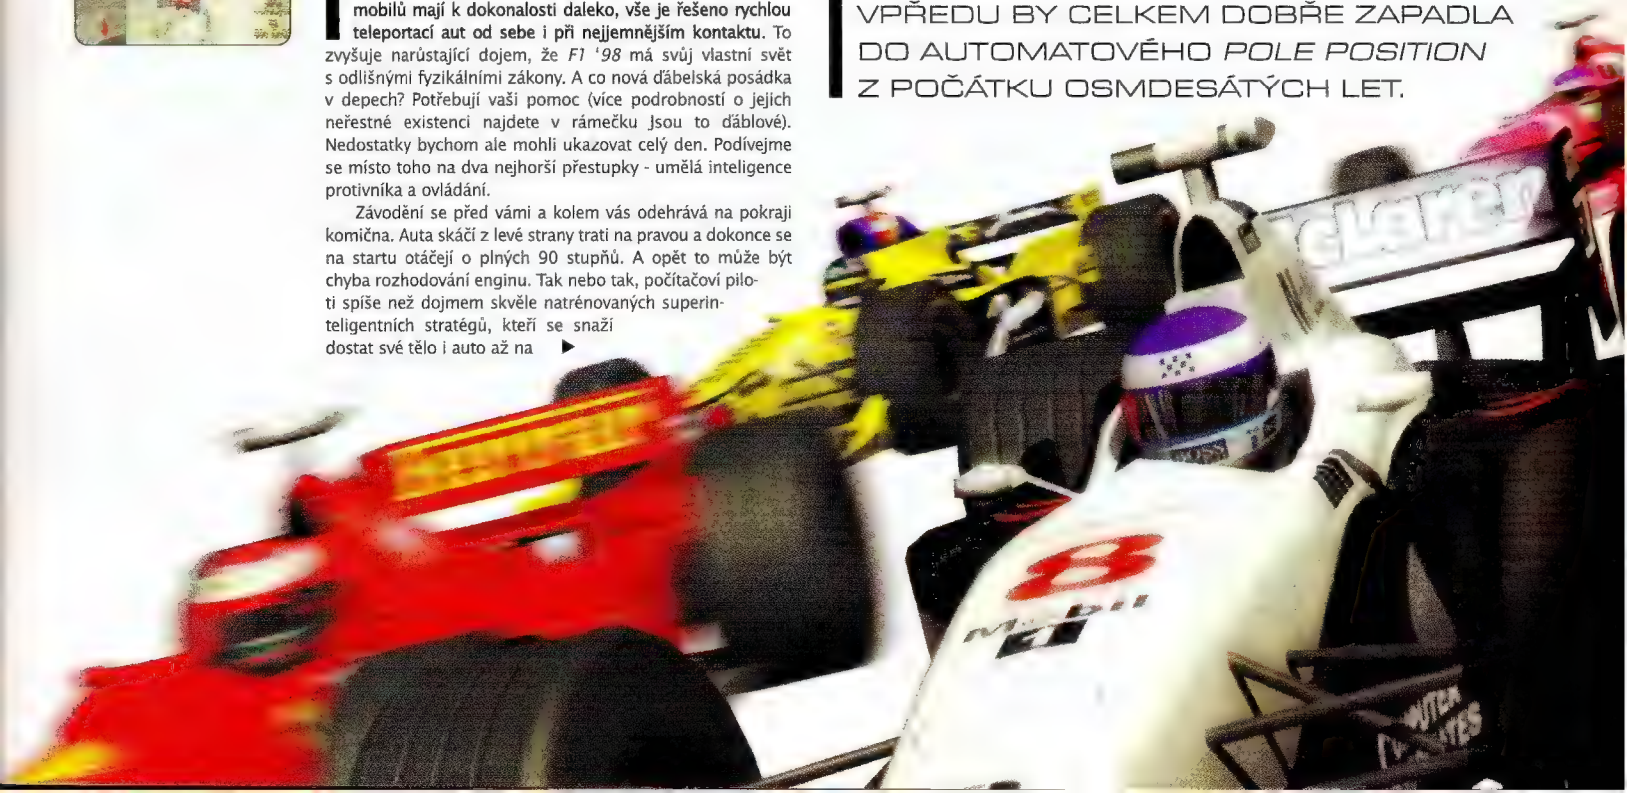 mobilů mají k dokonalosti daleko, vše je řešeno rychlou
teleportací aut od sebe i při nejjemnějším kontaktu. To
zvyšuje narůstající dojem, že F1 '98 má svůj vlastní svět
s odlišnými fyzikálními zákony. A co nová ďábelská posádka
v depech? Potřebují vaši pomoc (více podrobností o jejich
neřestné existenci najdete v rámečku Jsou to ďáblové).
Nedostatky bychom ale mohli ukazovat celý den. Podívejme
se místo toho na dva nejhorší přestupky - umělá inteligence
protivníka a ovládání.
Závodění se před vámi a kolem vás odehrává na pokraji
komična. Auta skáčí z levé strany trati na pravou a dokonce se
na startu otáčejí o plných 90 stupňů. A opět to může být
chyba rozhodování enginu. Tak nebo tak, počítačoví pilo-
ti spíše než dojmem skvěle natrénovaných superin-
teligentních stratégů, kteří se snaží
dostat své tělo i auto až na
VPŘEDU BY CELKEM DOBŘE ZAPADLA
DO AUTOMATOVÉHO POLE POSITION
Z POČÁTKU OSMDESÁTÝCH LET.
McLaren
8
Mobil